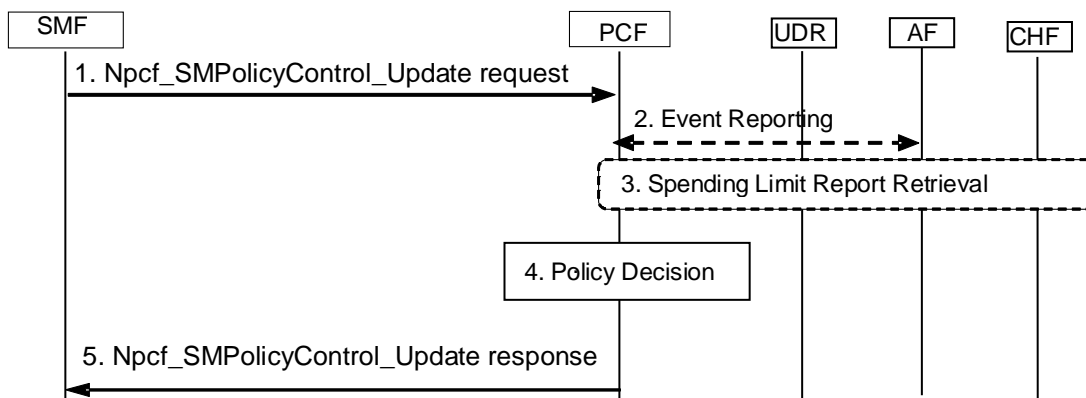 SMF
PCF
UDR
AF
CHF
1. Npcf_SMPolicyControl_Update request
2. Event Reporting
3. Spending Limit Report Retrieval
4. Policy Decision
5. Npcf_SMPolicyControl_Update response